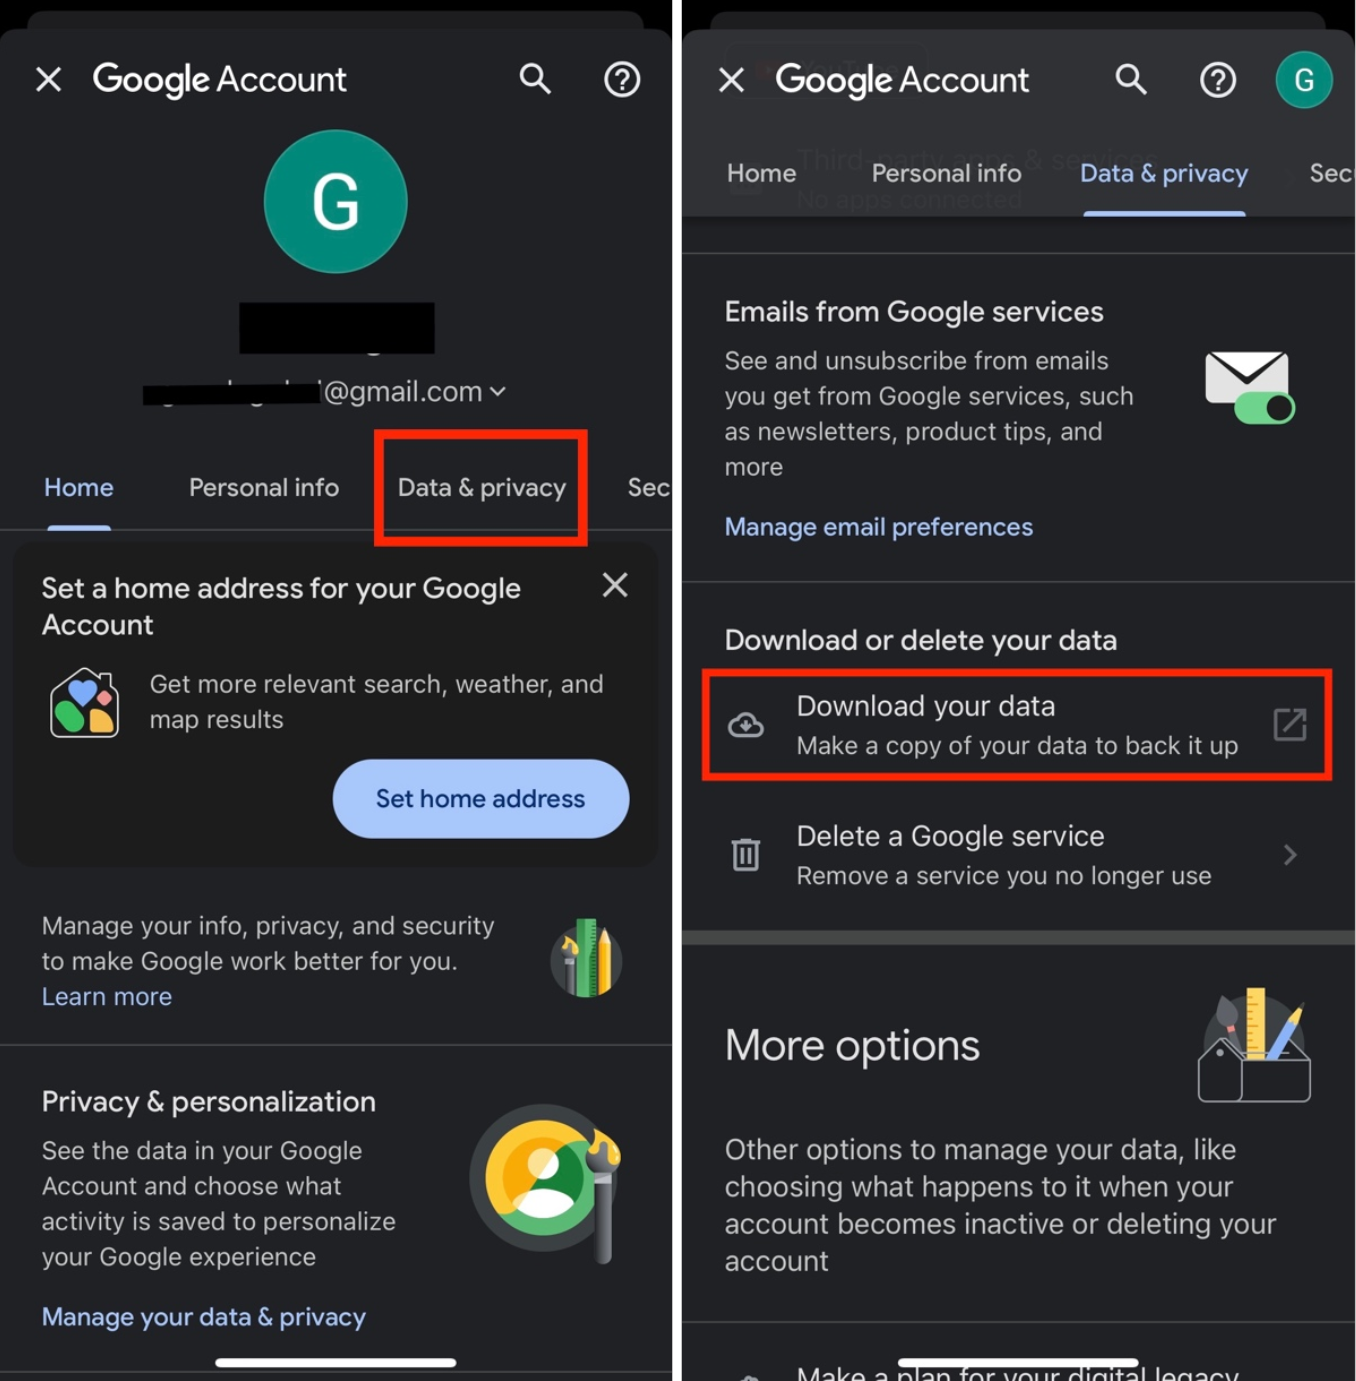 Google Account
G
@gmail.com
Home Personal info Data & privacy Sec
Set a home address for your Google
Account
Get more relevant search, weather, and
map results
Set home address
Manage your info, privacy, and security
to make Google work better for you.
Learn more
Privacy & personalization
See the data in your Google
Account and choose what
activity is saved to personalize
your Google experience
Manage your data & privacy
YouTube
Google Account
G
Third-party apps & services
No apps connected
Home Personal info Data & privacy Sec
Emails from Google services
See and unsubscribe from emails
you get from Google services, such
as newsletters, product tips, and
more
Manage email preferences
Download or delete your data
Download your data
Make a copy of your data to back it up
Delete a Google service
Remove a service you no longer use
More options
Other options to manage your data, like
choosing what happens to it when your
account becomes inactive or deleting your
account
Make a plan for your digital legacy